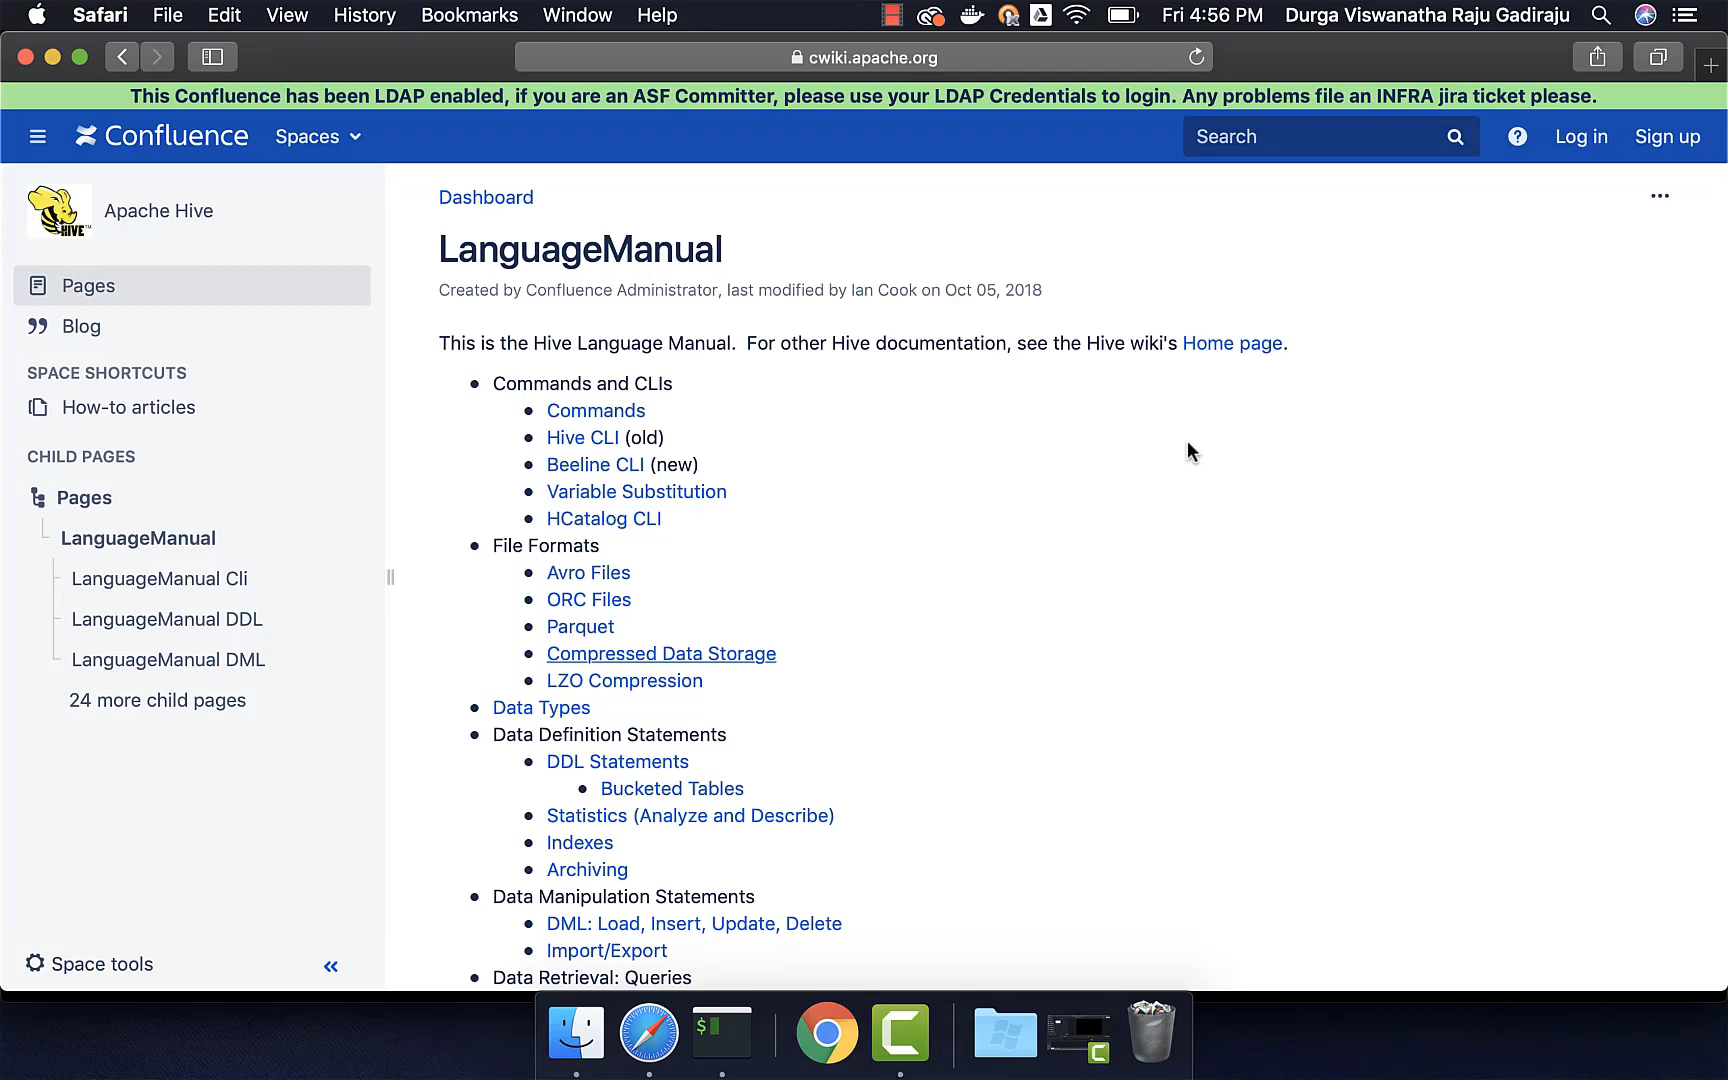 Safari File Edit View History Bookmarks Window Help Fri 4:56 PM Durga Viswanatha Raju Gadiraju
cwiki.apache.org
This Confluence has been LDAP enabled, if you are an ASF Committer, please use your LDAP Credentials to login. Any problems file an INFRA jira ticket please.
Confluence Spaces Search Log in Sign up
HIVE Apache Hive
Pages
Blog
SPACE SHORTCUTS
How-to articles
CHILD PAGES
Pages
LanguageManual
LanguageManual Cli
LanguageManual DDL
LanguageManual DML
24 more child pages
Space tools
Dashboard
LanguageManual
Created by Confluence Administrator, last modified by Ian Cook on Oct 05, 2018
This is the Hive Language Manual. For other Hive documentation, see the Hive wiki's Home page.
Commands and CLIs
Commands
Hive CLI (old)
Beeline CLI (new)
Variable Substitution
HCatalog CLI
File Formats
Avro Files
ORC Files
Parquet
Compressed Data Storage
LZO Compression
Data Types
Data Definition Statements
DDL Statements
Bucketed Tables
Statistics (Analyze and Describe)
Indexes
Archiving
Data Manipulation Statements
DML: Load, Insert, Update, Delete
Import/Export
Data Retrieval: Queries